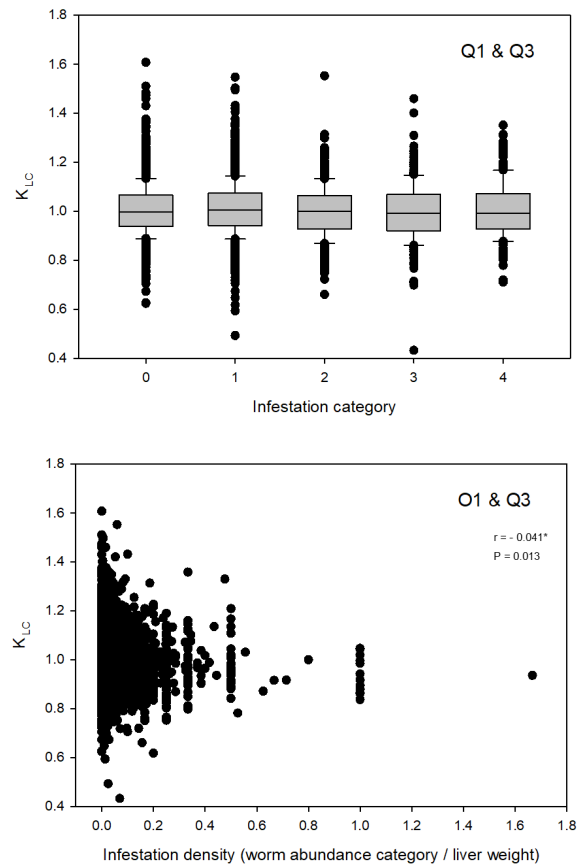 1.8
1.6
1.4
1.2
1.0
0.8
0.6
0.4
K LC
Q1 & Q3
0 1 2 3 4
Infestation category
1.8
1.6
1.4
1.2
1.0
0.8
0.6
0.4
K LC
O1 & Q3
r = - 0.041*
P = 0.013
0.0 0.2 0.4 0.6 0.8 1.0 1.2 1.4 1.6 1.8
Infestation density (worm abundance category / liver weight)